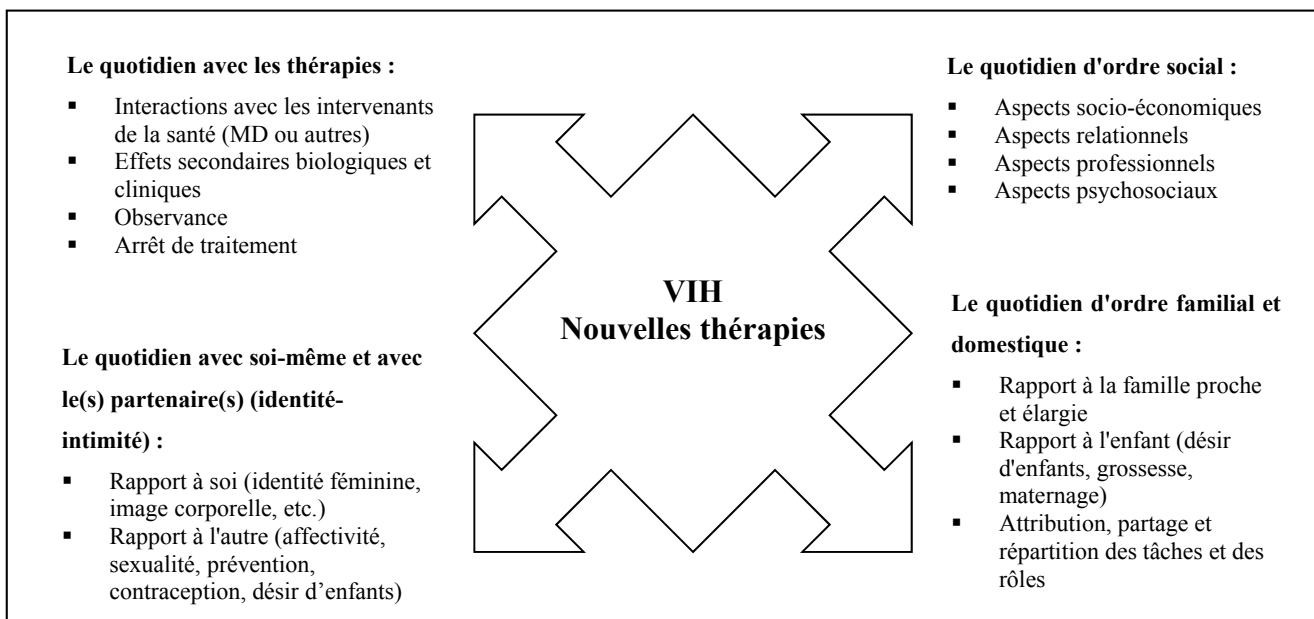 Le quotidien avec les thérapies :
▪ Interactions avec les intervenants
de la santé (MD ou autres)
▪ Effets secondaires biologiques et
cliniques
▪ Observance
▪ Arrêt de traitement
Le quotidien avec soi-même et avec
le(s) partenaire(s) (identité-
intimité) :
▪ Rapport à soi (identité féminine,
image corporelle, etc.)
▪ Rapport à l'autre (affectivité,
sexualité, prévention,
contraception, désir d’enfants)
VIH
Nouvelles thérapies
Le quotidien d'ordre social :
▪ Aspects socio-économiques
▪ Aspects relationnels
▪ Aspects professionnels
▪ Aspects psychosociaux
Le quotidien d'ordre familial et
domestique :
▪ Rapport à la famille proche
et élargie
▪ Rapport à l'enfant (désir
d'enfants, grossesse,
maternage)
▪ Attribution, partage et
répartition des tâches et des
rôles